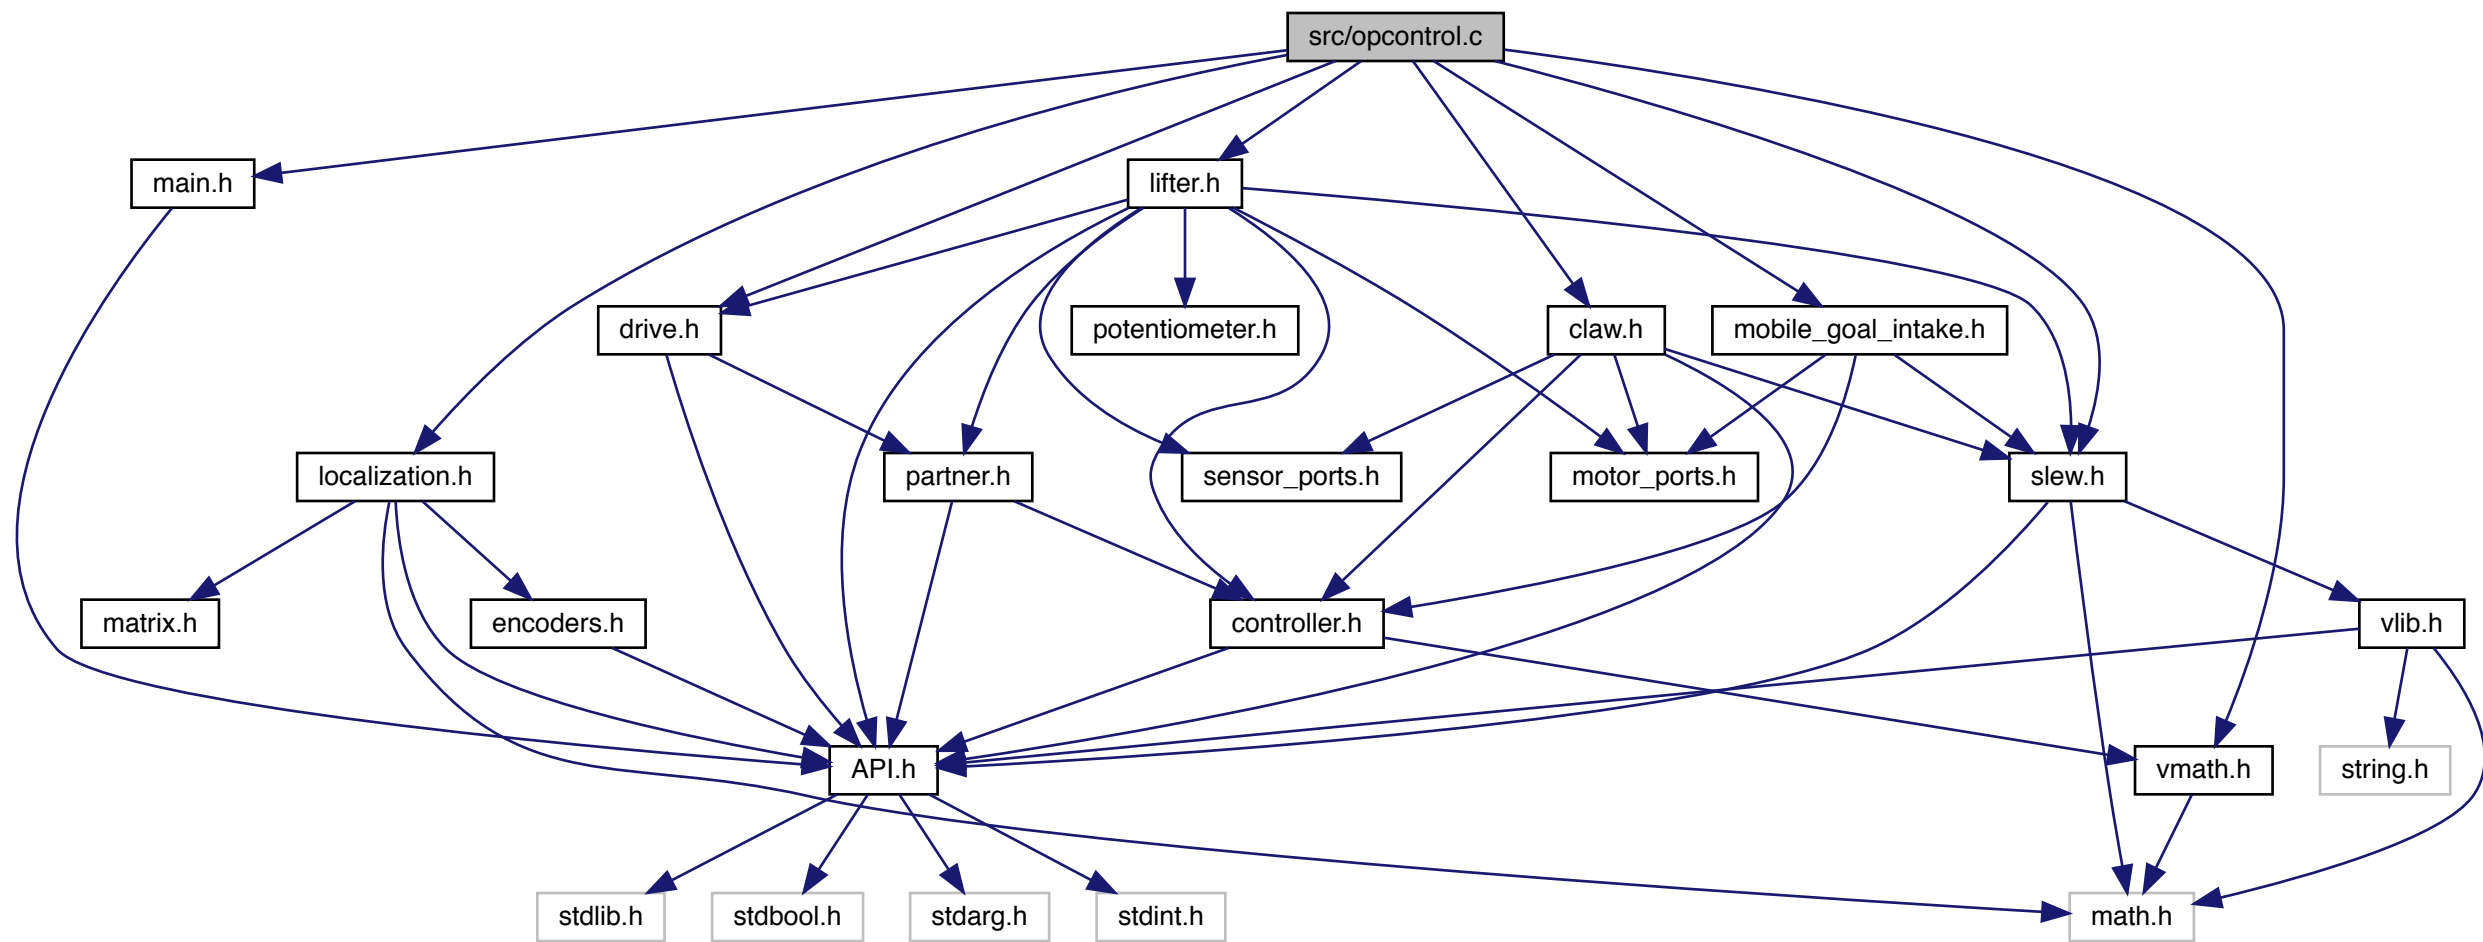 src/opcontrol.c
main.h
lifter.h
drive.h
potentiometer.h
claw.h
mobile_goal_intake.h
localization.h
partner.h
sensor_ports.h
motor_ports.h
slew.h
matrix.h
encoders.h
controller.h
vlib.h
API.h
vmath.h
string.h
stdlib.h
stdbool.h
stdarg.h
stdint.h
math.h